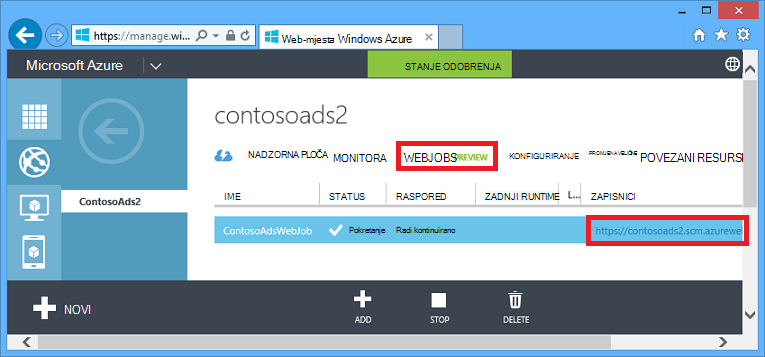 https://manage.wi...
Web-mjesta Windows Azure
Microsoft Azure
STANJE ODOBRENJA
contosoads2
NADZORNA PLOČA MONITORA WEBJOBS PREVIEW KONFIGURIRANJE PROMJENA VELIČINE POVEZANI RESURSI
ContosoAds2
IME STATUS RASPORED ZADNJI RUNTIME L... ZAPISNICI
ContosoAdsWebJob Pokretanje Radi kontinuirano https://contosoads2.scm.azurewe
NOVI
ADD STOP DELETE